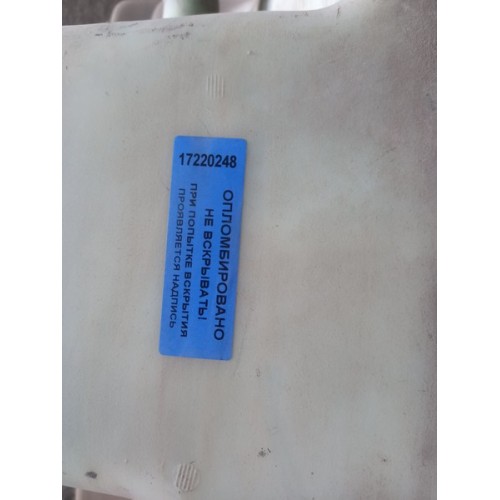 17220248
ОПЛОМБИРОВАНО
НЕ ВСКРЫВАТЬ!
ПРИ ПОПЫТКЕ ВСКРЫТИЯ
ПРОЯВЛЯЕТСЯ НАДПИСЬ